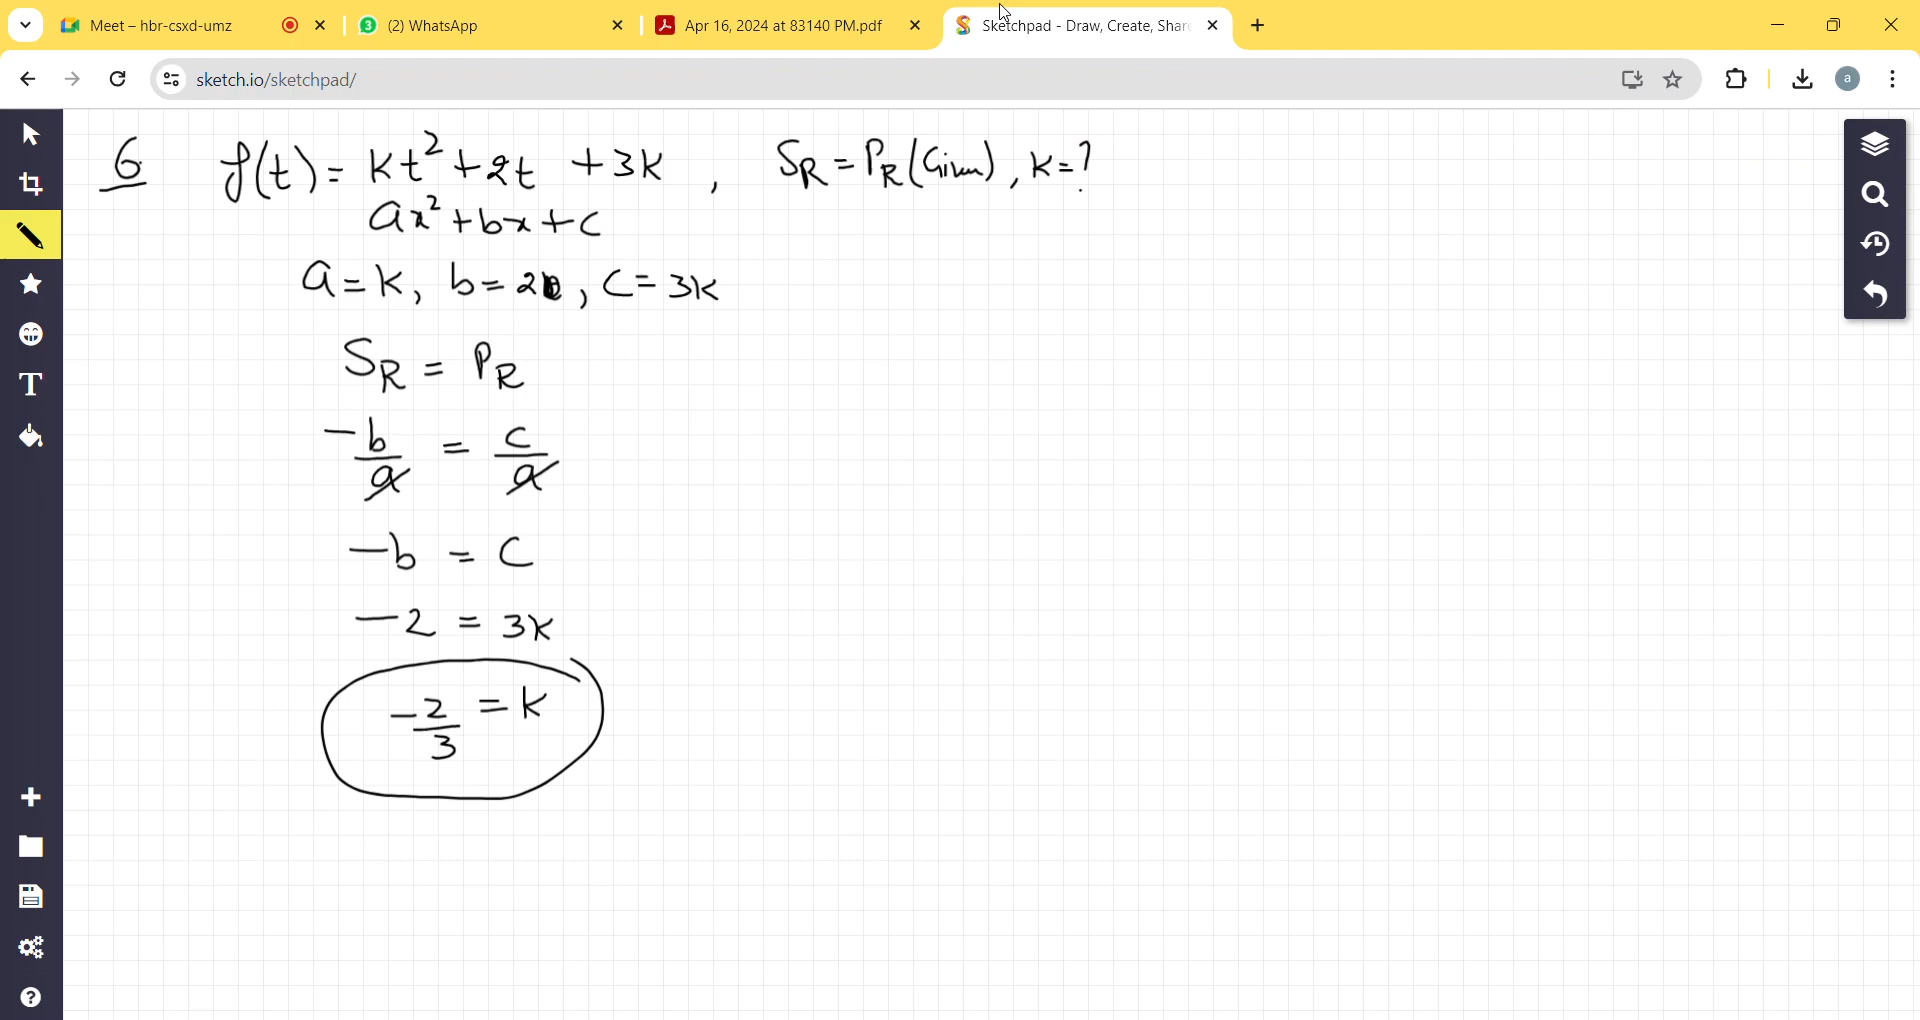 Meet – hbr-csxd-umz
(2) WhatsApp
Apr 16, 2024 at 83140 PM.pdf
Sketchpad - Draw, Create, Share
sketch.io/sketchpad/
a
6 f(t) = kt² + 2t + 3k , S_R = P_R (Given), k = ?
ax² + bx + c
a = k, b = 2, c = 3k
S_R = P_R
-b/a = c/a
-b = c
-2 = 3k
-2/3 = k
T